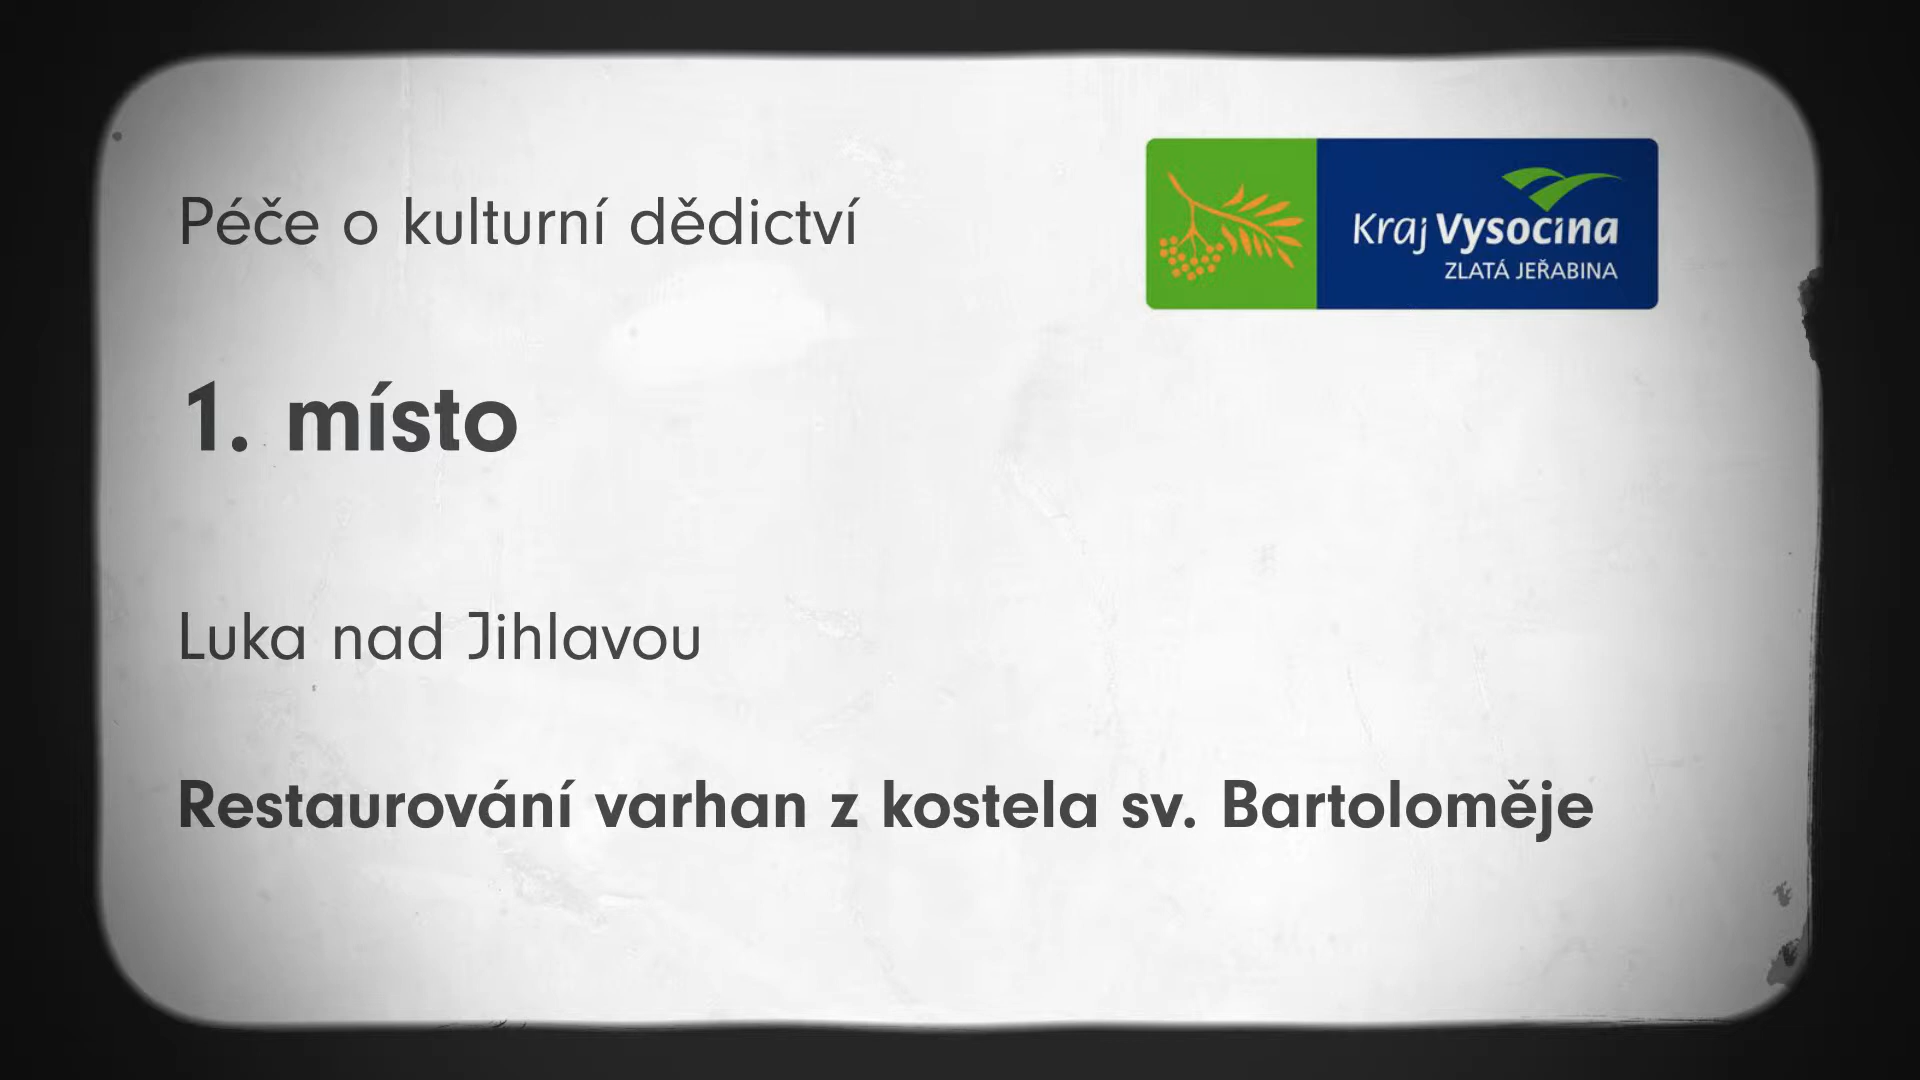 Péče o kulturní dědictví
Kraj Vysočina
ZLATÁ JEŘABINA
1. místo
Luka nad Jihlavou
Restaurování varhan z kostela sv. Bartoloměje